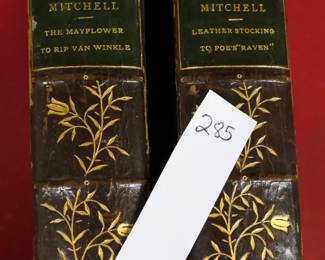 MITCHELL
THE MAYFLOWER
TO RIP VAN WINKLE
MITCHELL
LEATHER STOCKING
TO POE'S "RAVEN"
285